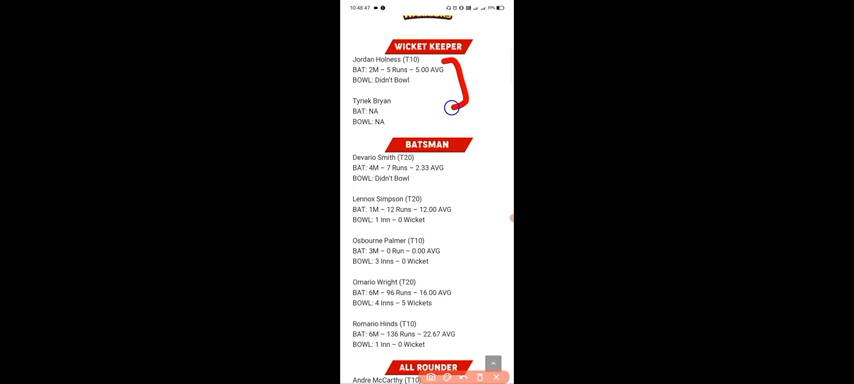 10:48:47
WICKET KEEPER
Jordan Holness (T10)
BAT: 2M – 5 Runs – 5.00 AVG
BOWL: Didn't Bowl
Tyriek Bryan
BAT: NA
BOWL: NA
BATSMAN
Devario Smith (T20)
BAT: 4M – 7 Runs – 2.33 AVG
BOWL: Didn't Bowl
Lennox Simpson (T20)
BAT: 1M – 12 Runs – 12.00 AVG
BOWL: 1 Inn – 0 Wicket
Osbourne Palmer (T10)
BAT: 3M – 0 Run – 0.00 AVG
BOWL: 3 Inns – 0 Wicket
Omario Wright (T20)
BAT: 6M – 96 Runs – 16.00 AVG
BOWL: 4 Inns – 5 Wickets
Romario Hinds (T10)
BAT: 6M – 136 Runs – 22.67 AVG
BOWL: 1 Inn – 0 Wicket
ALL ROUNDER
Andre McCarthy (T10)